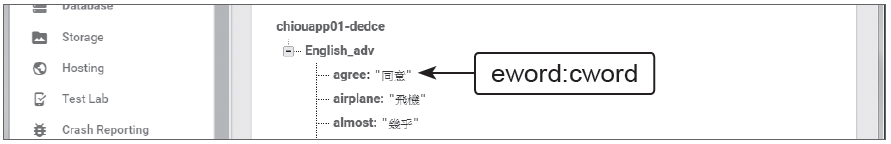 Database
Storage
Hosting
Test Lab
Crash Reporting
chiouapp01-dedce
English_adv
agree: "同意"
airplane: "飛機"
almost: "幾乎"
eword:cword